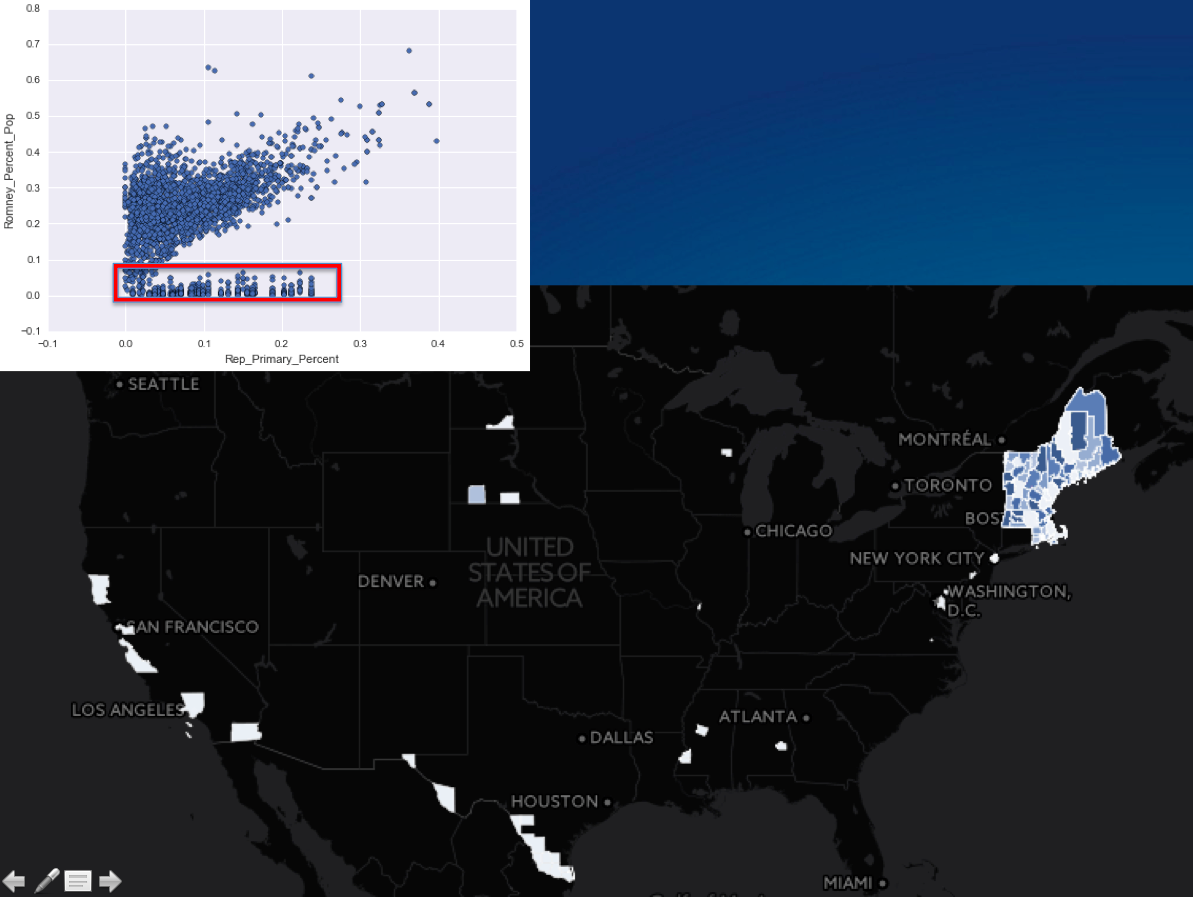 0.8
0.7
0.6
0.5
0.4
0.3
0.2
0.1
0.0
−0.1
Romney_Percent_Pop
−0.1 0.0 0.1 0.2 0.3 0.4 0.5
Rep_Primary_Percent
SEATTLE
MONTRÉAL
TORONTO
BOS
CHICAGO
UNITED
STATES OF
AMERICA
NEW YORK CITY
DENVER
WASHINGTON,
D.C.
SAN FRANCISCO
LOS ANGELES
ATLANTA
DALLAS
HOUSTON
MIAMI